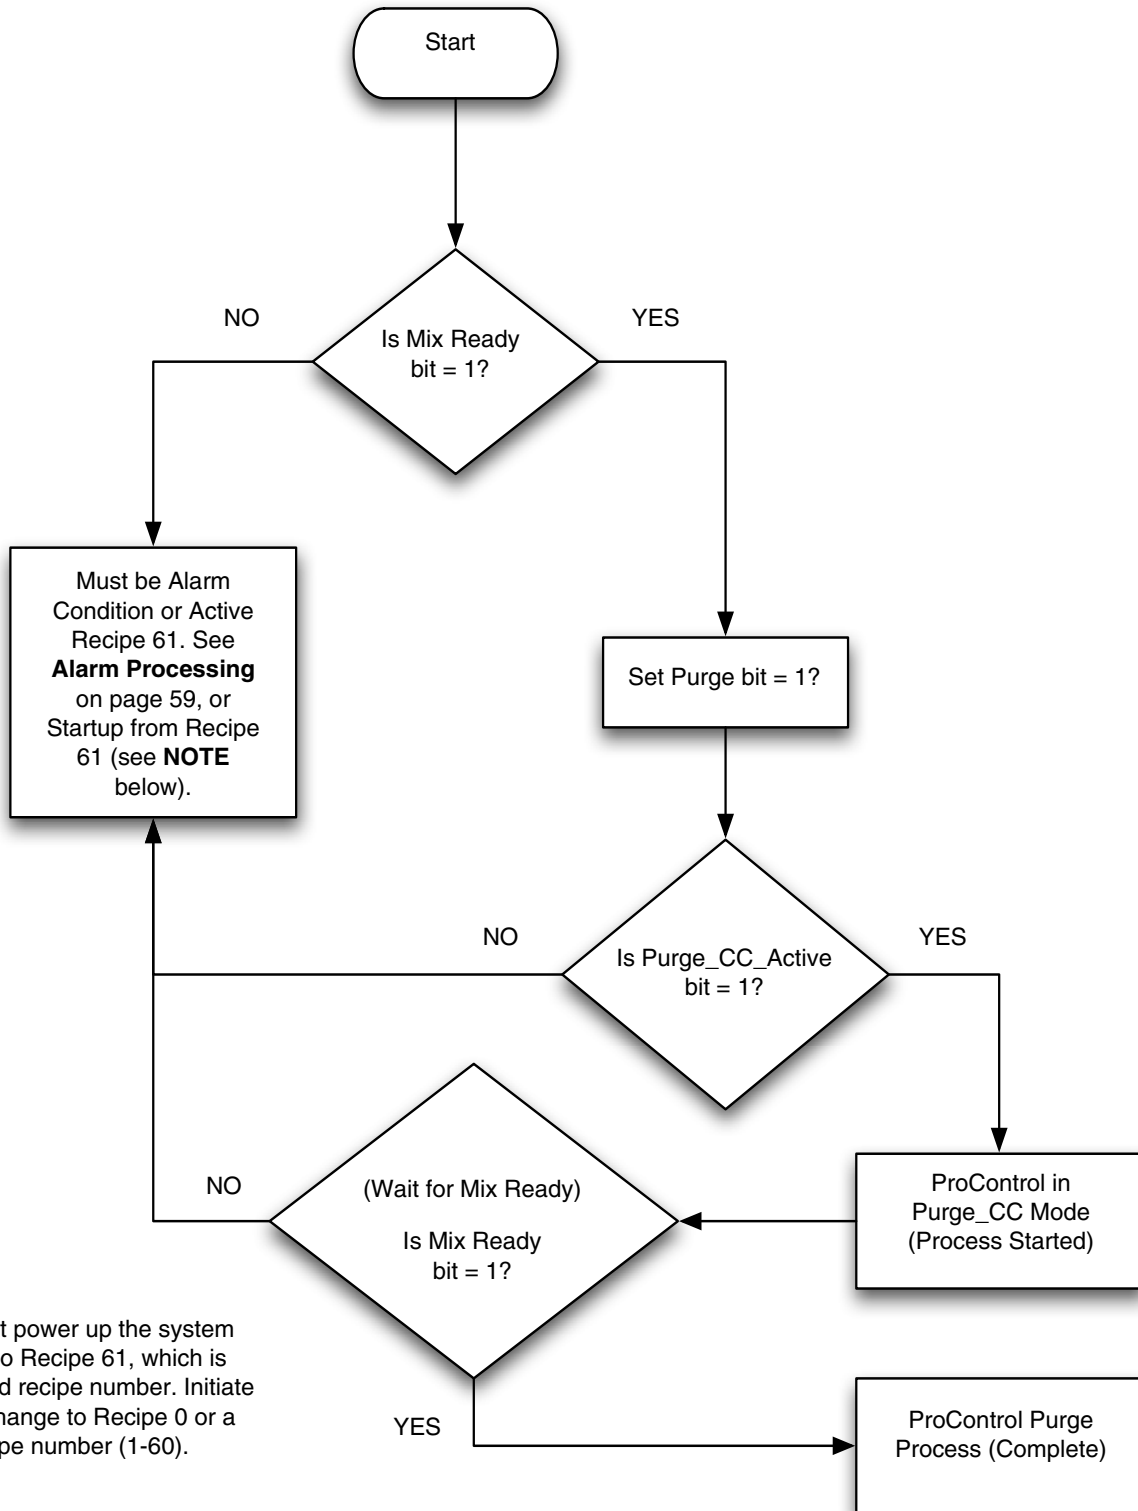 Start
Is Mix Ready
bit = 1?
NO
YES
Must be Alarm
Condition or Active
Recipe 61. See
Alarm Processing
on page 59, or
Startup from Recipe
61 (see NOTE
below).
Set Purge bit = 1?
Is Purge_CC_Active
bit = 1?
NO
YES
ProControl in
Purge_CC Mode
(Process Started)
(Wait for Mix Ready)
Is Mix Ready
bit = 1?
NO
YES
ProControl Purge
Process (Complete)
power up the system
Recipe 61, which is
recipe number. Initiate
to Recipe 0 or a
number (1-60).